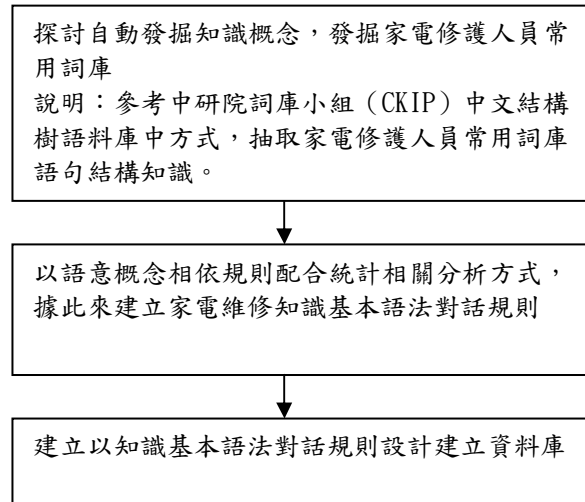 探討自動發掘知識概念，發掘家電修護人員常
用詞庫
說明：參考中研院詞庫小組（CKIP）中文結構
樹語料庫中方式，抽取家電修護人員常用詞庫
語句結構知識。
以語意概念相依規則配合統計相關分析方式，
據此來建立家電維修知識基本語法對話規則
建立以知識基本語法對話規則設計建立資料庫